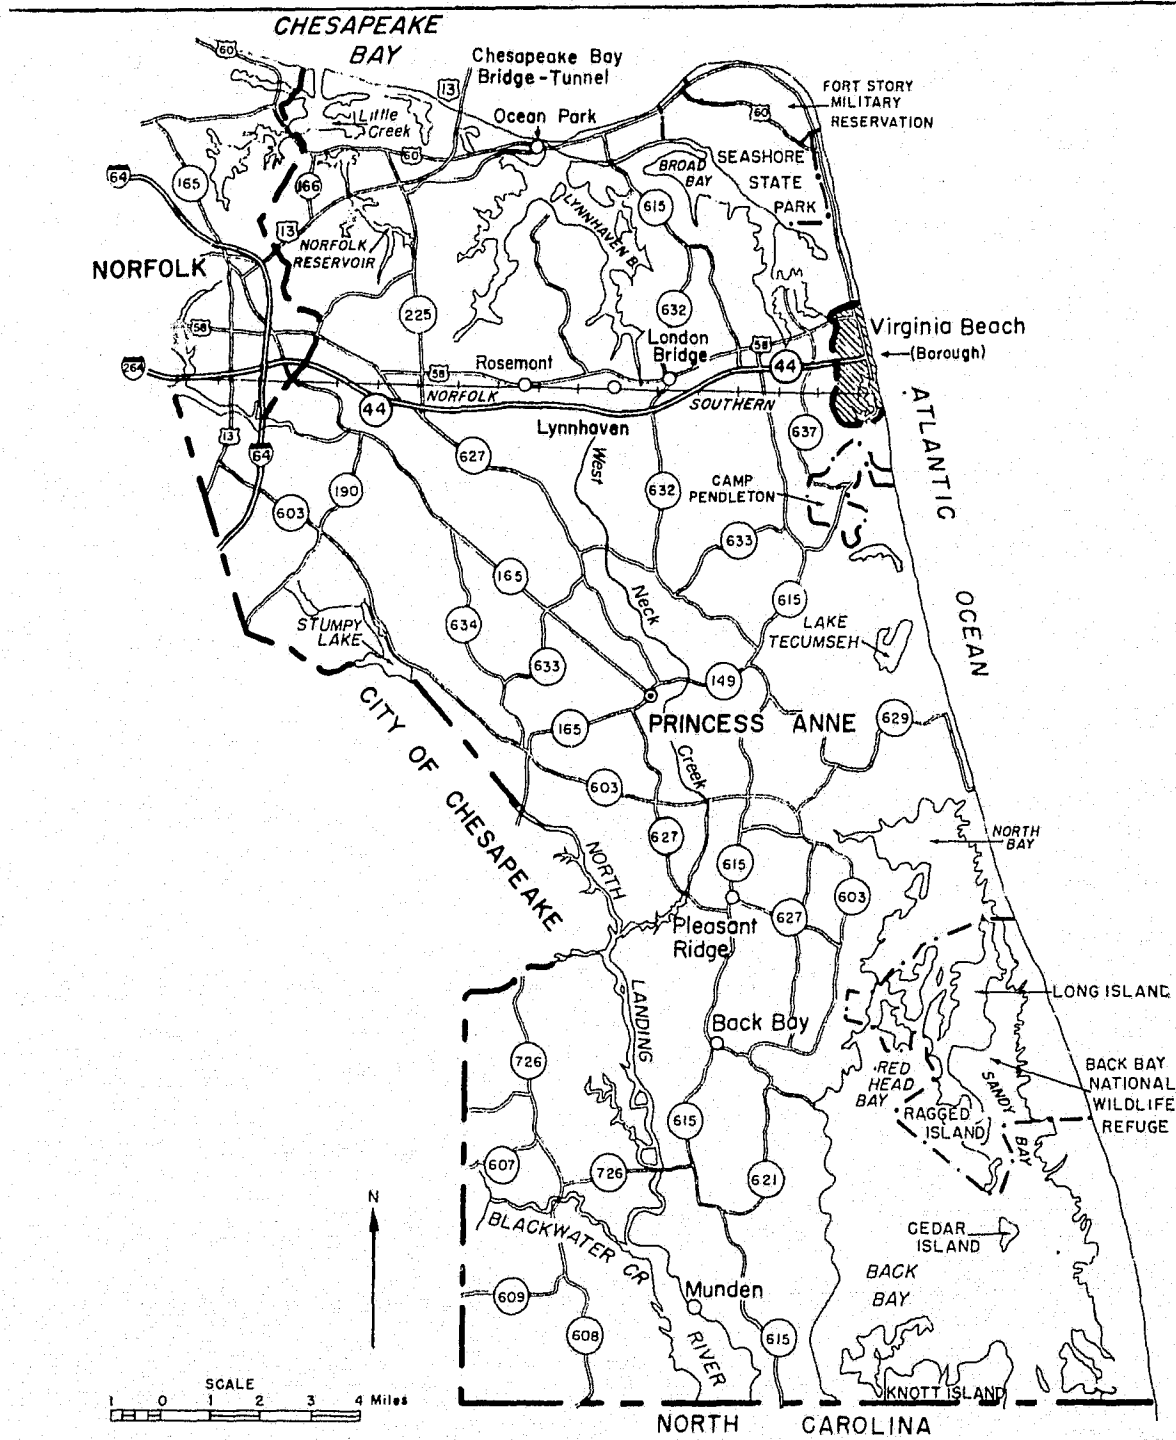 CHESAPEAKE
BAY
60
Chesapeake Bay
Bridge-Tunnel
13
Ocean Park
FORT STORY
MILITARY
RESERVATION
60
Little
Creek
60
64
165
166
BROAD
BAY
SEASHORE
STATE
PARK
615
LYNNHAVEN B.
13
NORFOLK
RESERVOIR
NORFOLK
225
632
58
London
Bridge
58
Virginia Beach
(Borough)
264
Rosemont
58
44
NORFOLK
SOUTHERN
44
Lynnhaven
ATLANTIC
OCEAN
13
64
627
637
West
Neck
Creek
CAMP
PENDLETON
190
603
632
633
165
615
634
STUMPY
LAKE
LAKE
TECUMSEH
633
149
PRINCESS ANNE
165
629
CITY OF CHESAPEAKE
603
627
615
NORTH
BAY
603
NORTH
LANDING
RIVER
Pleasant
Ridge
627
LONG ISLAND
Back Bay
726
RED
HEAD
BAY
SANDY
BAY
BACK BAY
NATIONAL
WILDLIFE
REFUGE
RAGGED
ISLAND
615
607
726
621
N
BLACKWATER CR
CEDAR
ISLAND
BACK
BAY
609
Munden
608
615
SCALE
1 0 1 2 3 4 Miles
KNOTT ISLAND
NORTH CAROLINA